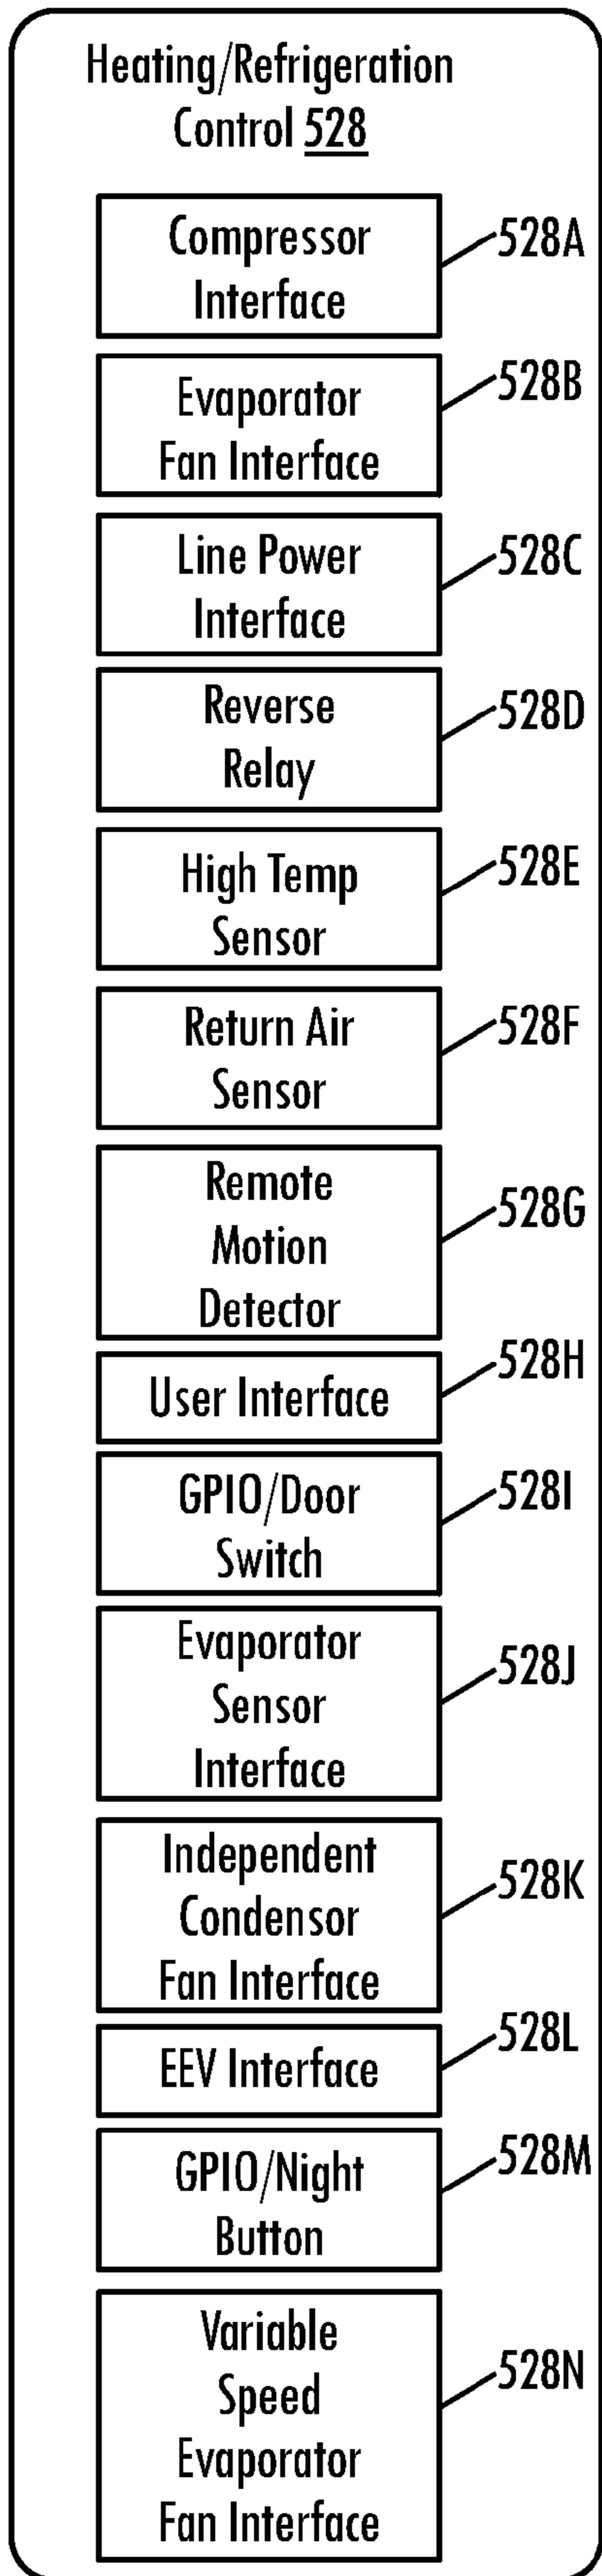 Heating/Refrigeration
Control 528
Compressor
Interface
528A
Evaporator
Fan Interface
528B
Line Power
Interface
528C
Reverse
Relay
528D
High Temp
Sensor
528E
Return Air
Sensor
528F
Remote
Motion
Detector
528G
User Interface
528H
GPIO/Door
Switch
528I
Evaporator
Sensor
Interface
528J
Independent
Condensor
Fan Interface
528K
EEV Interface
528L
GPIO/Night
Button
528M
Variable
Speed
Evaporator
Fan Interface
528N